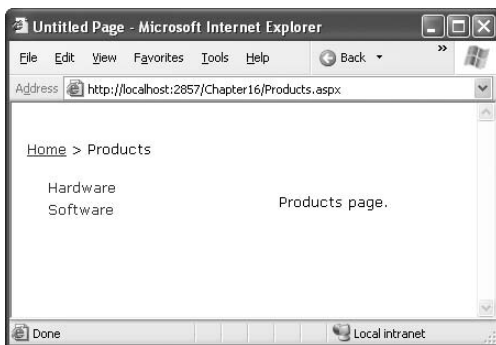 Untitled Page - Microsoft Internet Explorer
File Edit View Favorites Tools Help Back »
Address http://localhost:2857/Chapter16/Products.aspx
Home > Products
Hardware
Software
Products page.
Done Local intranet